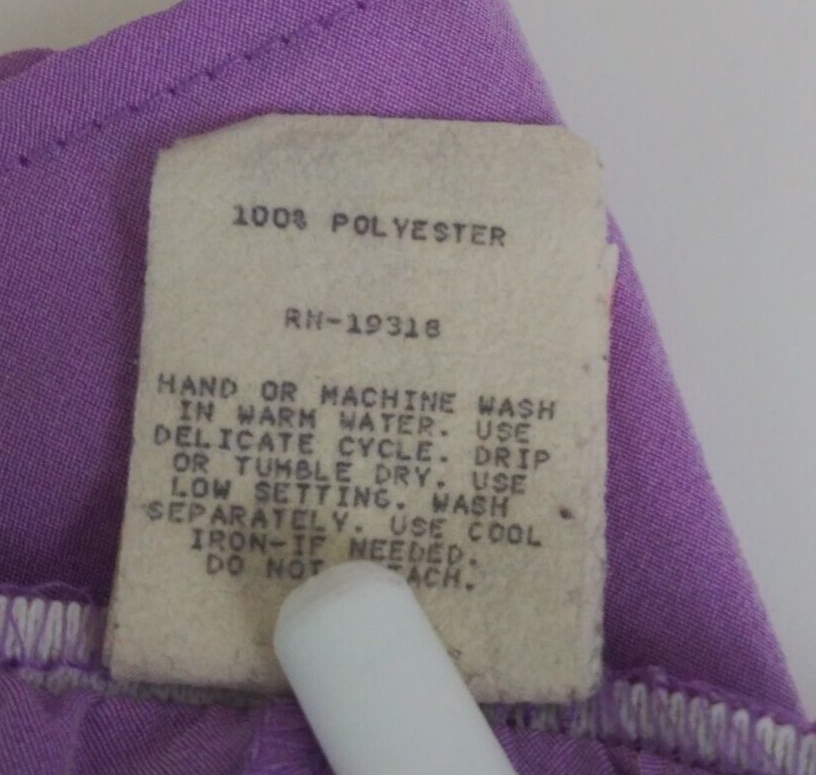 100% POLYESTER
RN-19318
HAND OR MACHINE WASH
IN WARM WATER. USE
DELICATE CYCLE. DRIP
OR TUMBLE DRY. USE
LOW SETTING. WASH
SEPARATELY. USE COOL
IRON-IF NEEDED.
DO NOT